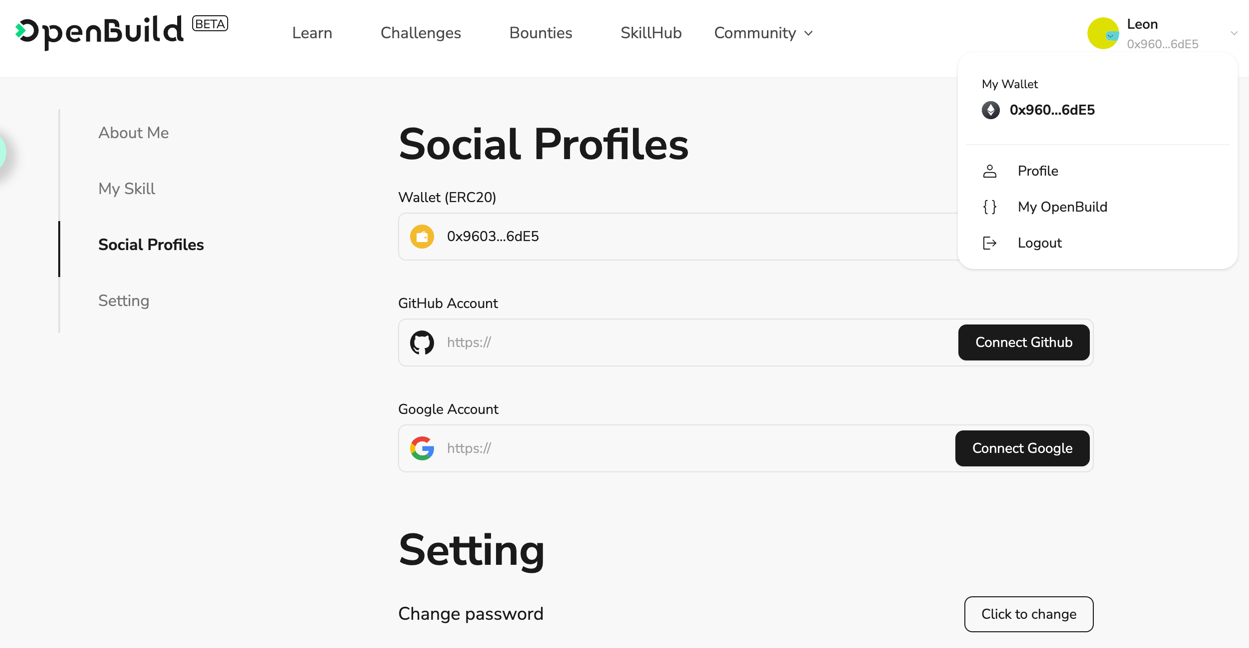 OpenBuild BETA
Learn Challenges Bounties SkillHub Community
Leon
0x960...6dE5
My Wallet
0x960...6dE5
Profile
{ } My OpenBuild
Logout
About Me
My Skill
Social Profiles
Setting
Social Profiles
Wallet (ERC20)
0x9603...6dE5
GitHub Account
https:// Connect Github
Google Account
https:// Connect Google
Setting
Change password Click to change